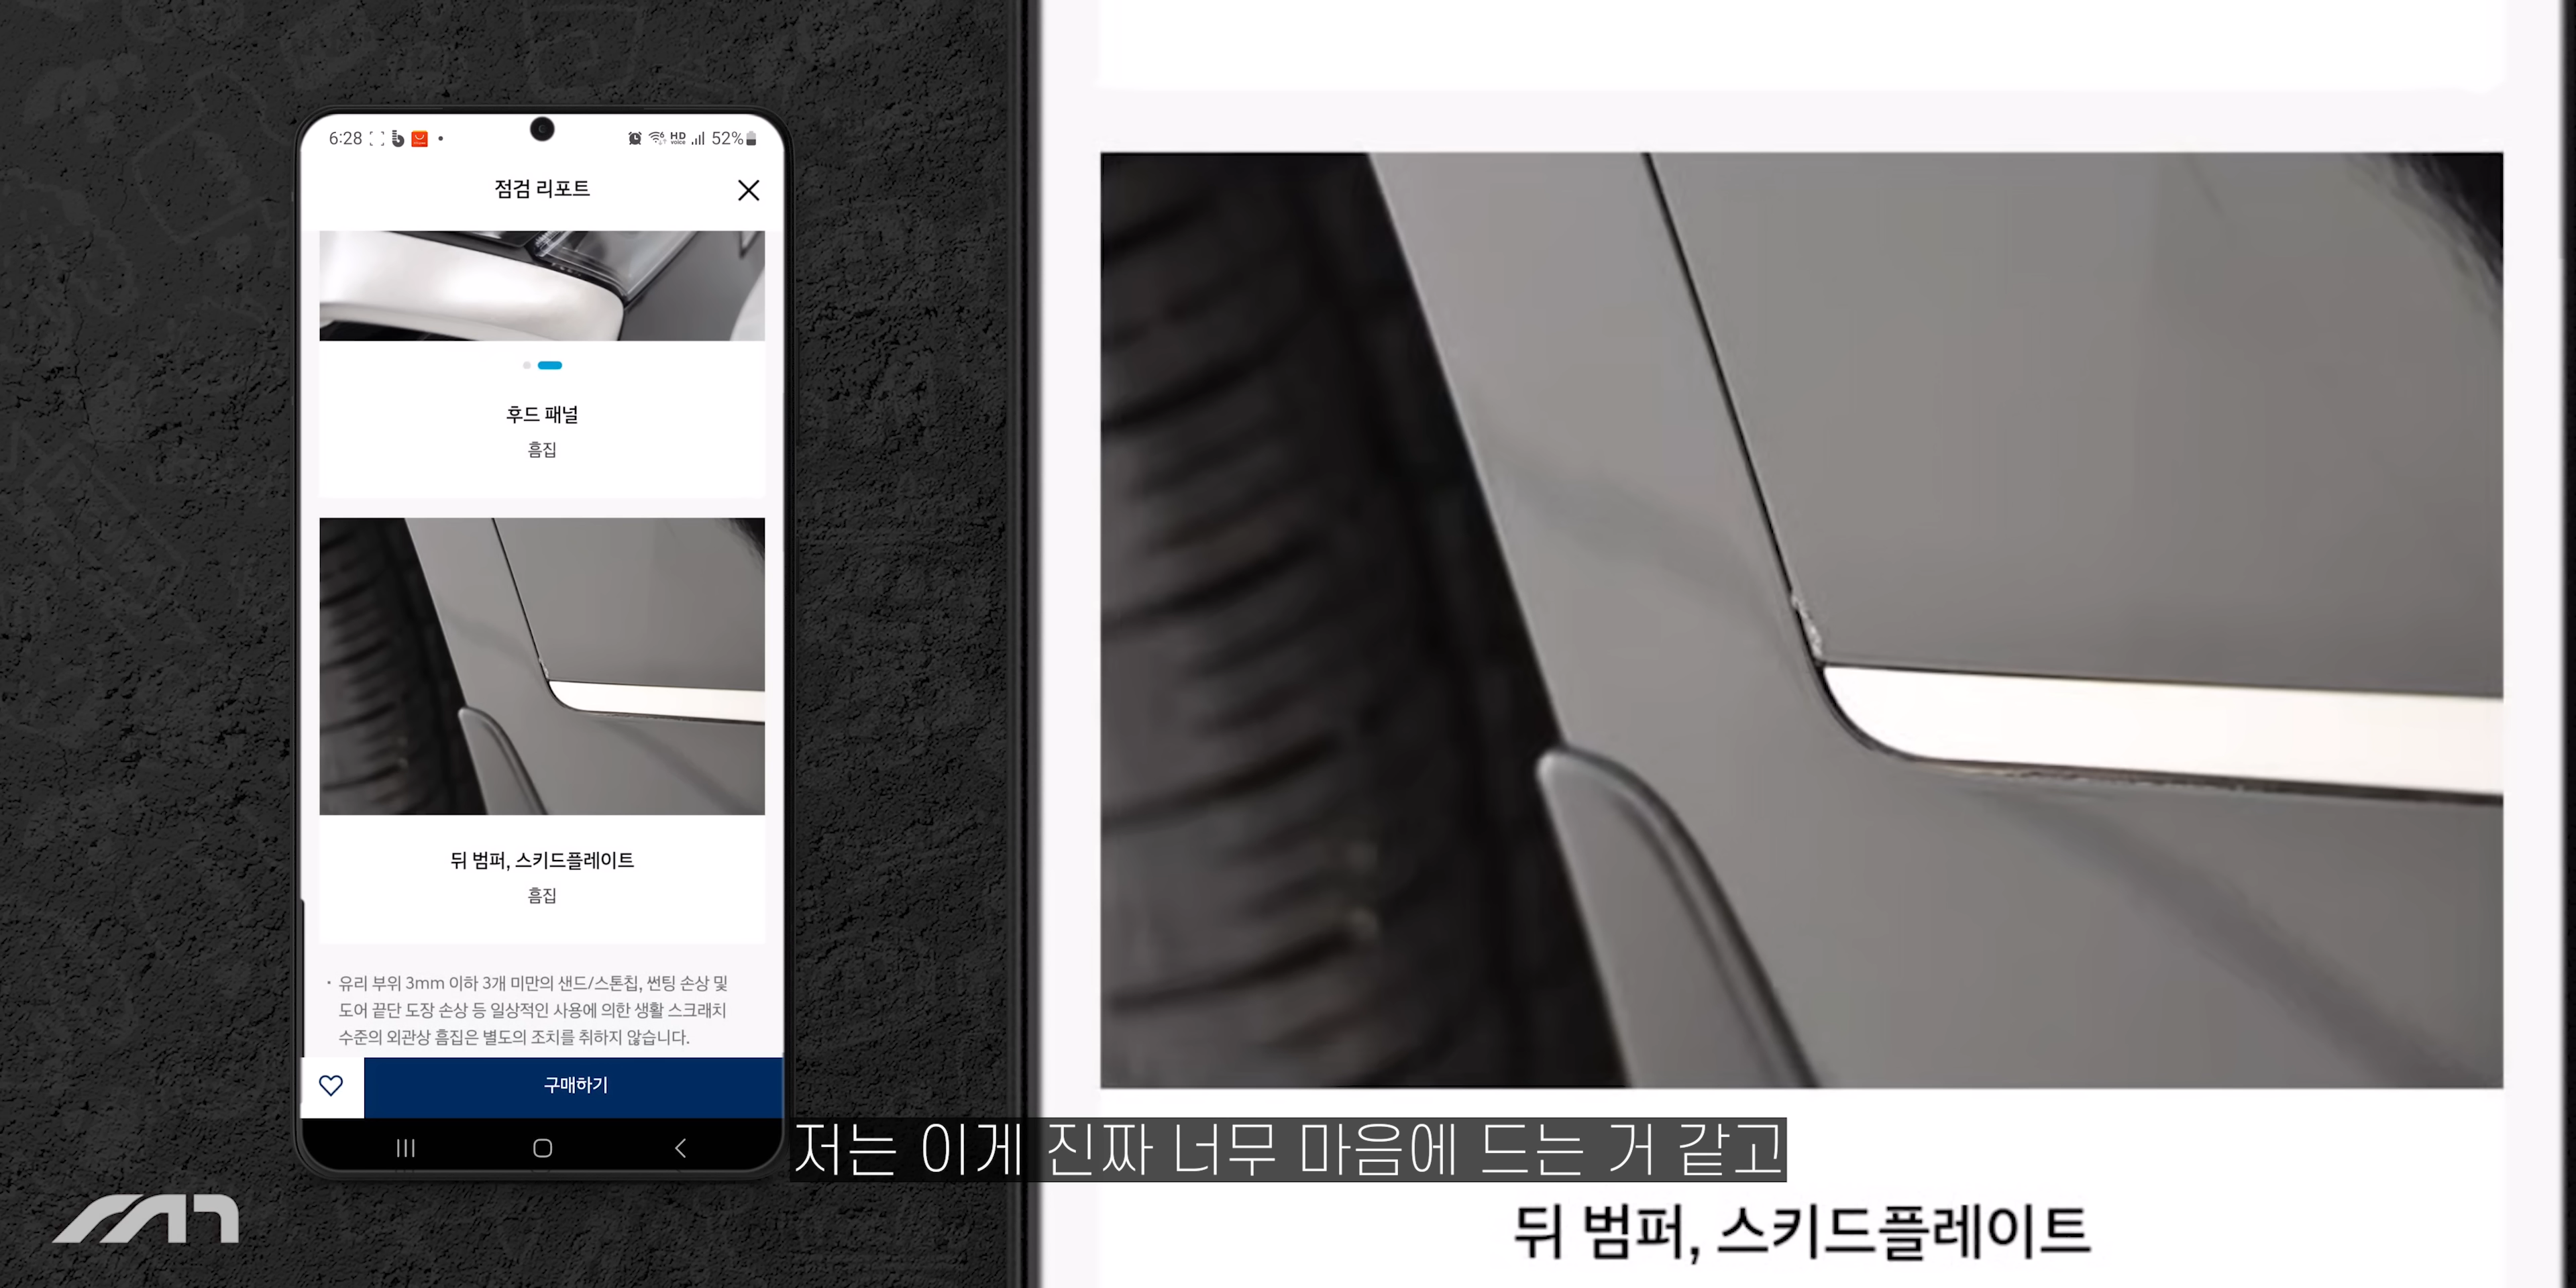 6:28
HD voice
52%
점검 리포트
후드 패널
흠집
뒤 범퍼, 스키드플레이트
흠집
· 유리 부위 3mm 이하 3개 미만의 샌드/스톤칩, 썬팅 손상 및
도어 끝단 도장 손상 등 일상적인 사용에 의한 생활 스크래치
수준의 외관상 흠집은 별도의 조치를 취하지 않습니다.
구매하기
저는 이게 진짜 너무 마음에 드는 거 같고
뒤 범퍼, 스키드플레이트